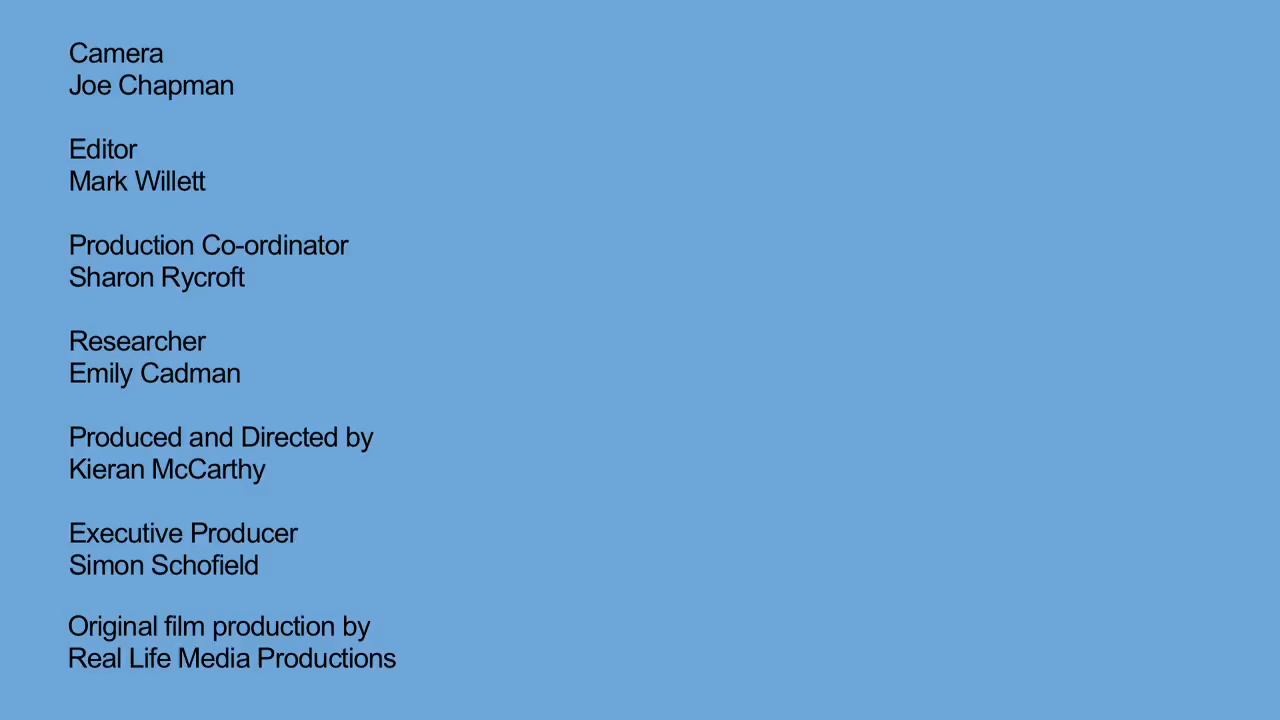 Camera
Joe Chapman
Editor
Mark Willett
Production Co-ordinator
Sharon Rycroft
Researcher
Emily Cadman
Produced and Directed by
Kieran McCarthy
Executive Producer
Simon Schofield
Original film production by
Real Life Media Productions